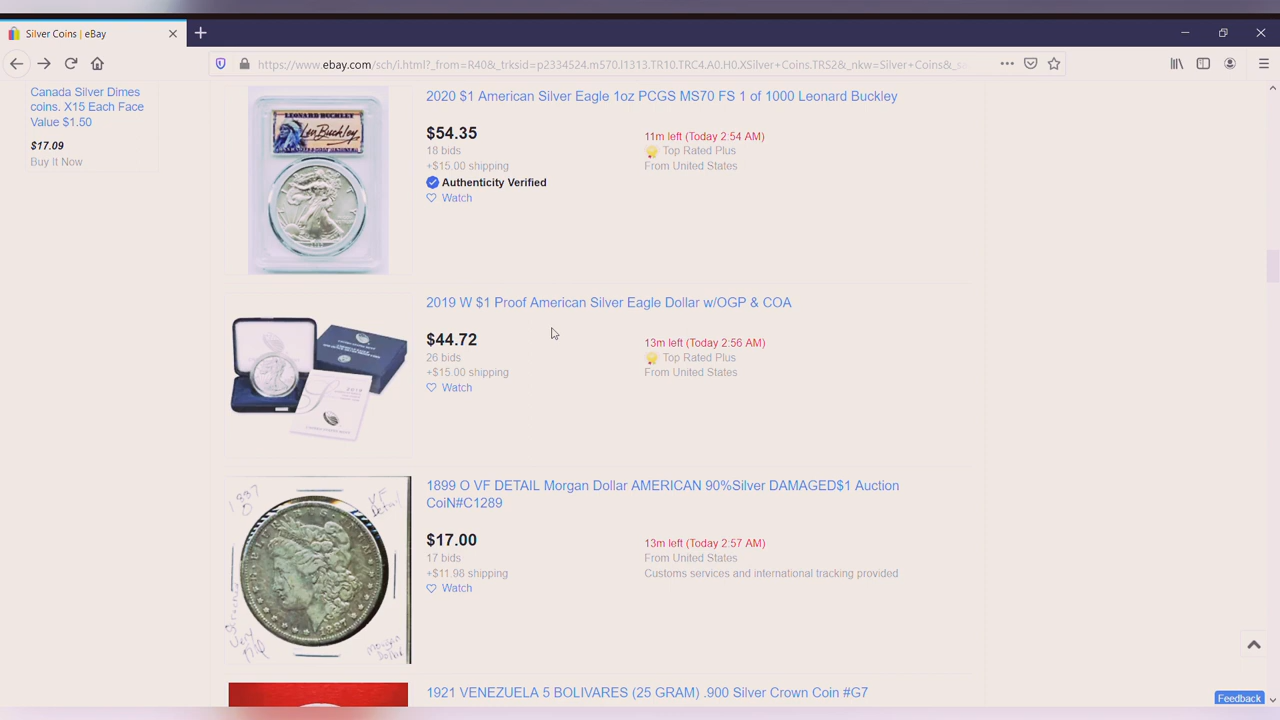 Silver Coins | eBay
https://www.ebay.com/sch/i.html?_from=R40&_trksid=p2334524.m570.l1313.TR10.TRC4.A0.H0.XSilver+Coins.TRS2&_nkw=Silver+Coins&_s
Canada Silver Dimes
coins. X15 Each Face
Value $1.50
$17.09
Buy It Now
LEONARD BUCKLEY
2020 $1 American Silver Eagle 1oz PCGS MS70 FS 1 of 1000 Leonard Buckley
$54.35
18 bids
+$15.00 shipping
Authenticity Verified
Watch
11m left (Today 2:54 AM)
Top Rated Plus
From United States
2019 W $1 Proof American Silver Eagle Dollar w/OGP & COA
$44.72
26 bids
+$15.00 shipping
Watch
13m left (Today 2:56 AM)
Top Rated Plus
From United States
1899 O VF DETAIL Morgan Dollar AMERICAN 90%Silver DAMAGED$1 Auction
CoiN#C1289
$17.00
17 bids
+$11.98 shipping
Watch
13m left (Today 2:57 AM)
From United States
Customs services and international tracking provided
1921 VENEZUELA 5 BOLIVARES (25 GRAM) .900 Silver Crown Coin #G7
Feedback